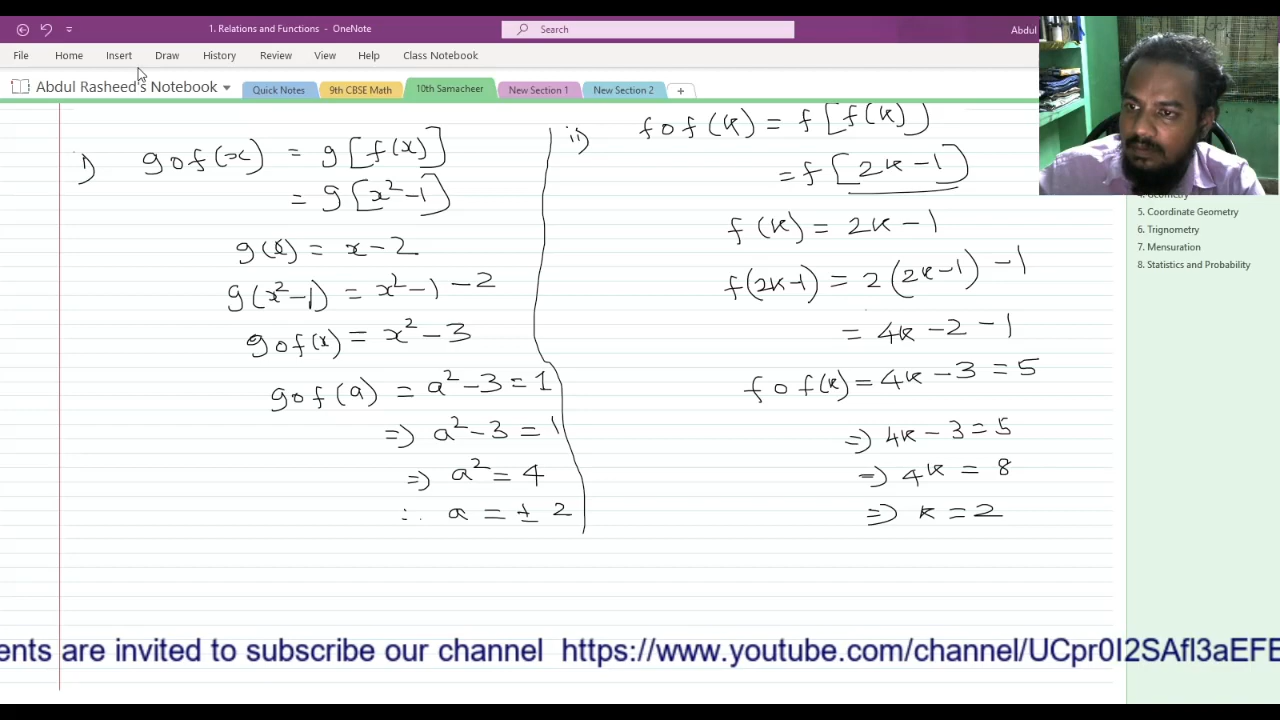 1. Relations and Functions - OneNote
Search
Abdul
File Home Insert Draw History Review View Help Class Notebook
Abdul Rasheed's Notebook
Quick Notes 9th CBSE Math 10th Samacheer New Section 1 New Section 2
i) gof(x) = g[f(x)]
= g[x²-1]
g(x) = x-2
g(x²-1) = x²-1-2
gof(x) = x²-3
gof(a) = a²-3=1
=> a²-3=1
=> a²=4
∴ a = ±2
ii) fof(k) = f[f(k)]
= f[2k-1]
f(k) = 2k-1
f(2k-1) = 2(2k-1)-1
= 4k-2-1
fof(k) = 4k-3=5
=> 4k-3=5
=> 4k=8
=> k=2
5. Coordinate Geometry
6. Trignometry
7. Mensuration
8. Statistics and Probability
ents are invited to subscribe our channel https://www.youtube.com/channel/UCpr0I2SAfl3aEFE